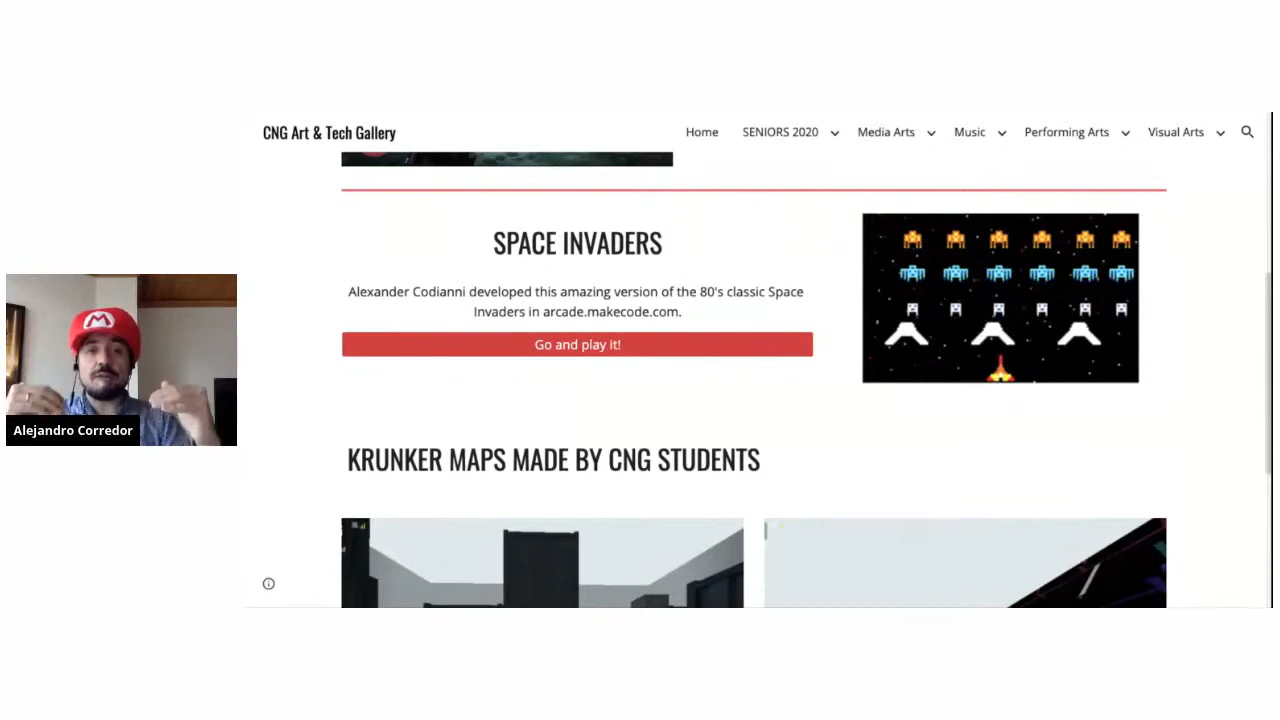 CNG Art & Tech Gallery
Home
SENIORS 2020
Media Arts
Music
Performing Arts
Visual Arts
SPACE INVADERS
Alexander Codianni developed this amazing version of the 80's classic Space
Invaders in arcade.makecode.com.
Go and play it!
M
Alejandro Corredor
KRUNKER MAPS MADE BY CNG STUDENTS